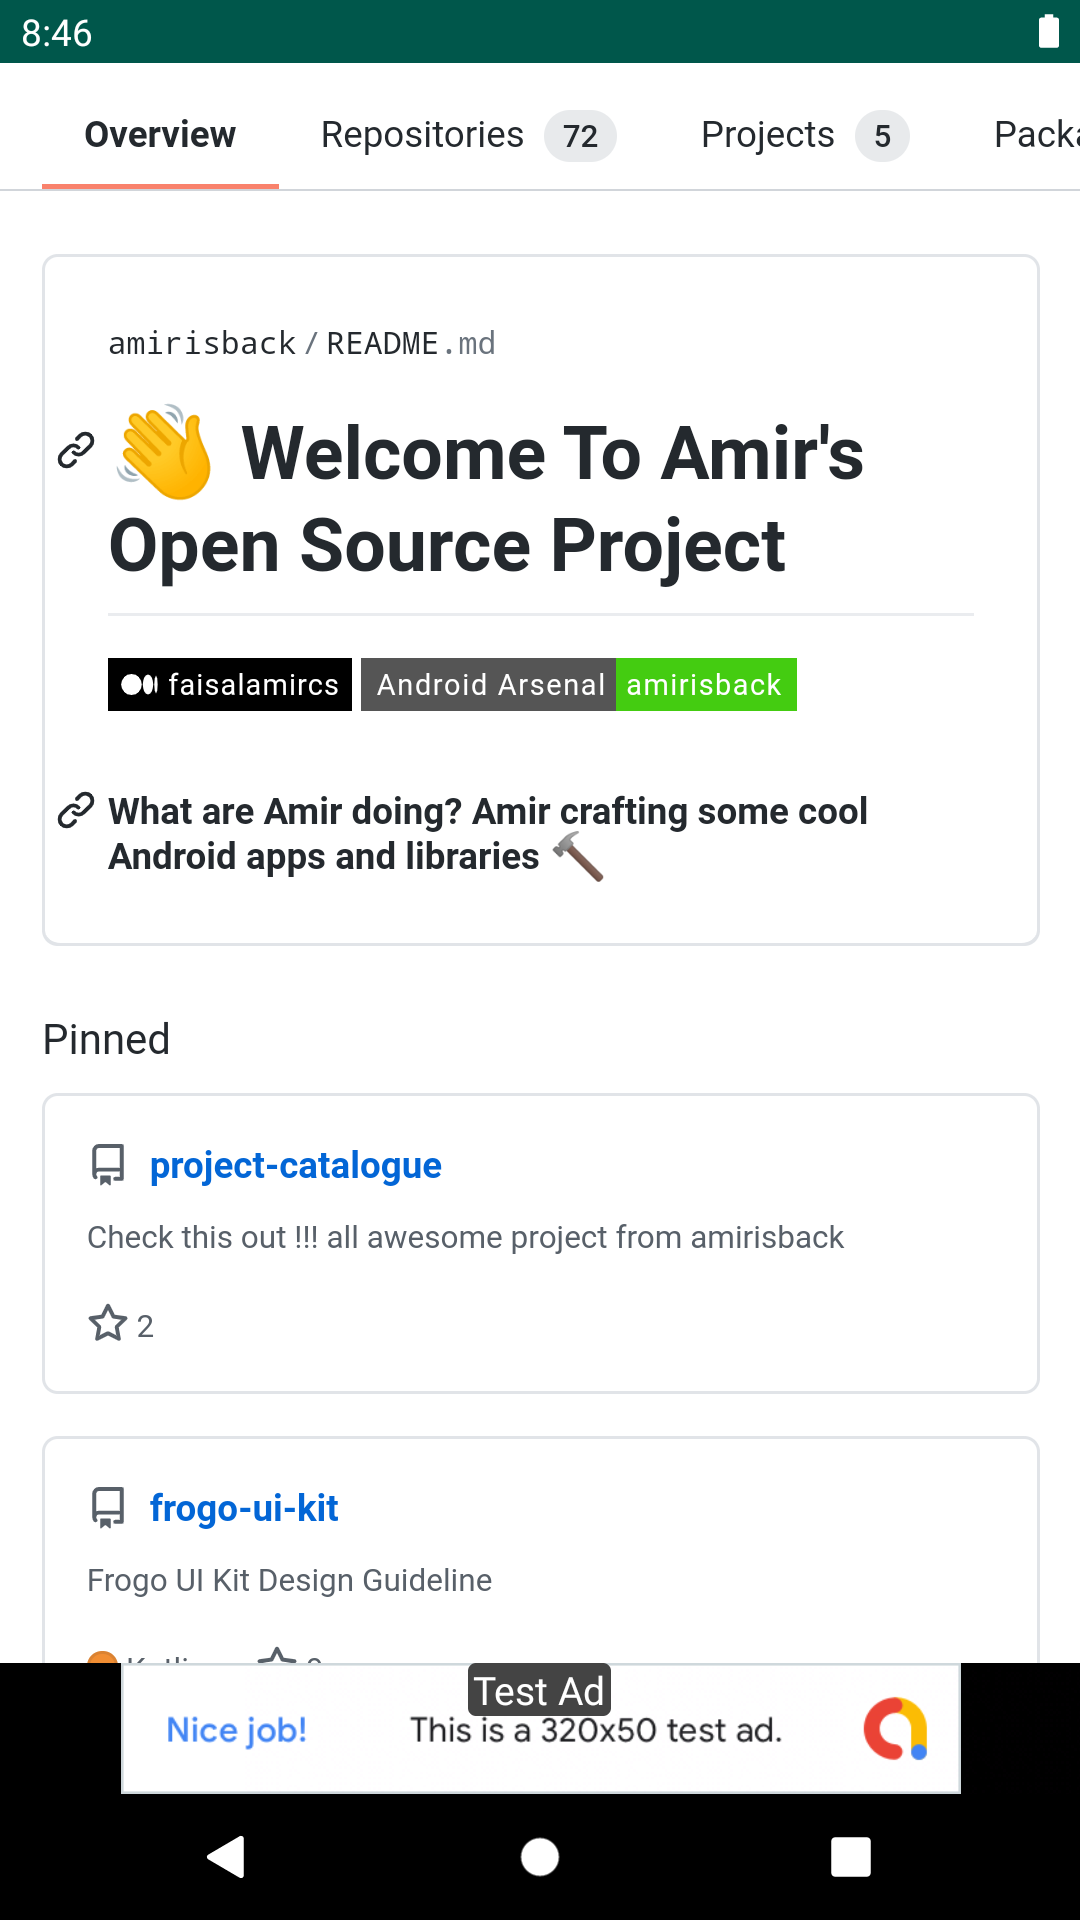 8:46
Overview Repositories 72 Projects 5 Packa
amirisback / README.md
👋 Welcome To Amir's
Open Source Project
faisalamircs Android Arsenal amirisback
What are Amir doing? Amir crafting some cool
Android apps and libraries 🔨
Pinned
project-catalogue
Check this out !!! all awesome project from amirisback
2
frogo-ui-kit
Frogo UI Kit Design Guideline
Test Ad
Nice job! This is a 320x50 test ad.